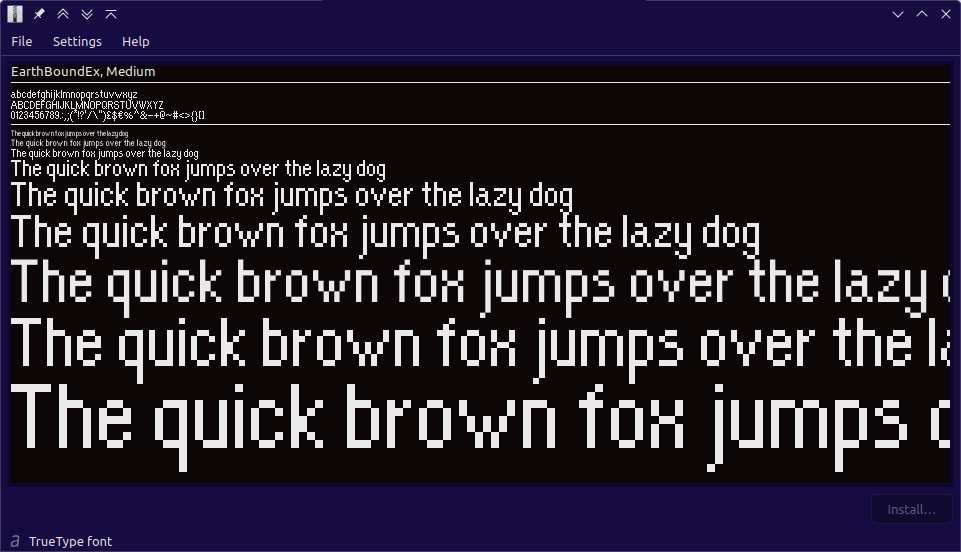 File Settings Help
EarthBoundEx, Medium
abcdefghijklmnopqrstuvwxyz
ABCDEFGHIJKLMNOPQRSTUVWXYZ
0123456789.:,;(*!?'/\")£$€%^&-+@~#<>{}[]
The quick brown fox jumps over the lazy dog
The quick brown fox jumps over the lazy dog
The quick brown fox jumps over the lazy dog
The quick brown fox jumps over the lazy dog
The quick brown fox jumps over the lazy dog
The quick brown fox jumps over the lazy dog
The quick brown fox jumps over the lazy
The quick brown fox jumps over the
The quick brown fox jumps
Install...
TrueType font